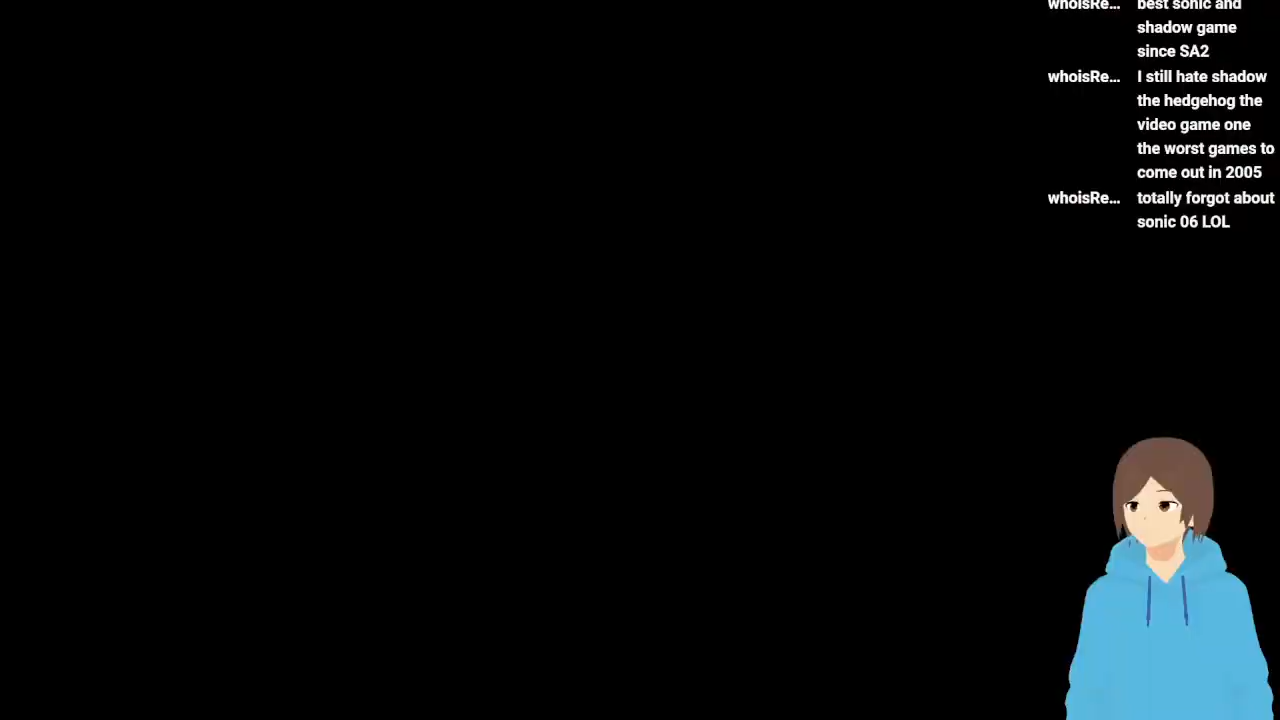 whoisRe... best sonic and
shadow game
since SA2
whoisRe... I still hate shadow
the hedgehog the
video game one
the worst games to
come out in 2005
whoisRe... totally forgot about
sonic 06 LOL